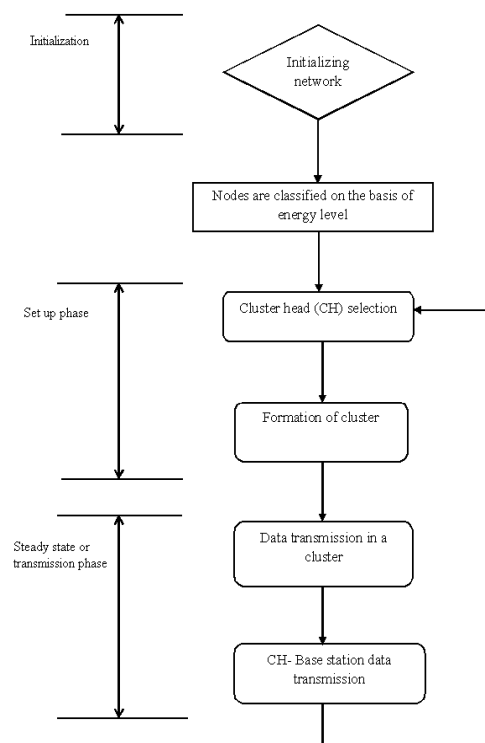 Initialization
Initializing
network
Nodes are classified on the basis of
energy level
Set up phase
Cluster head (CH) selection
Formation of cluster
Steady state or
transmission phase
Data transmission in a
cluster
CH- Base station data
transmission